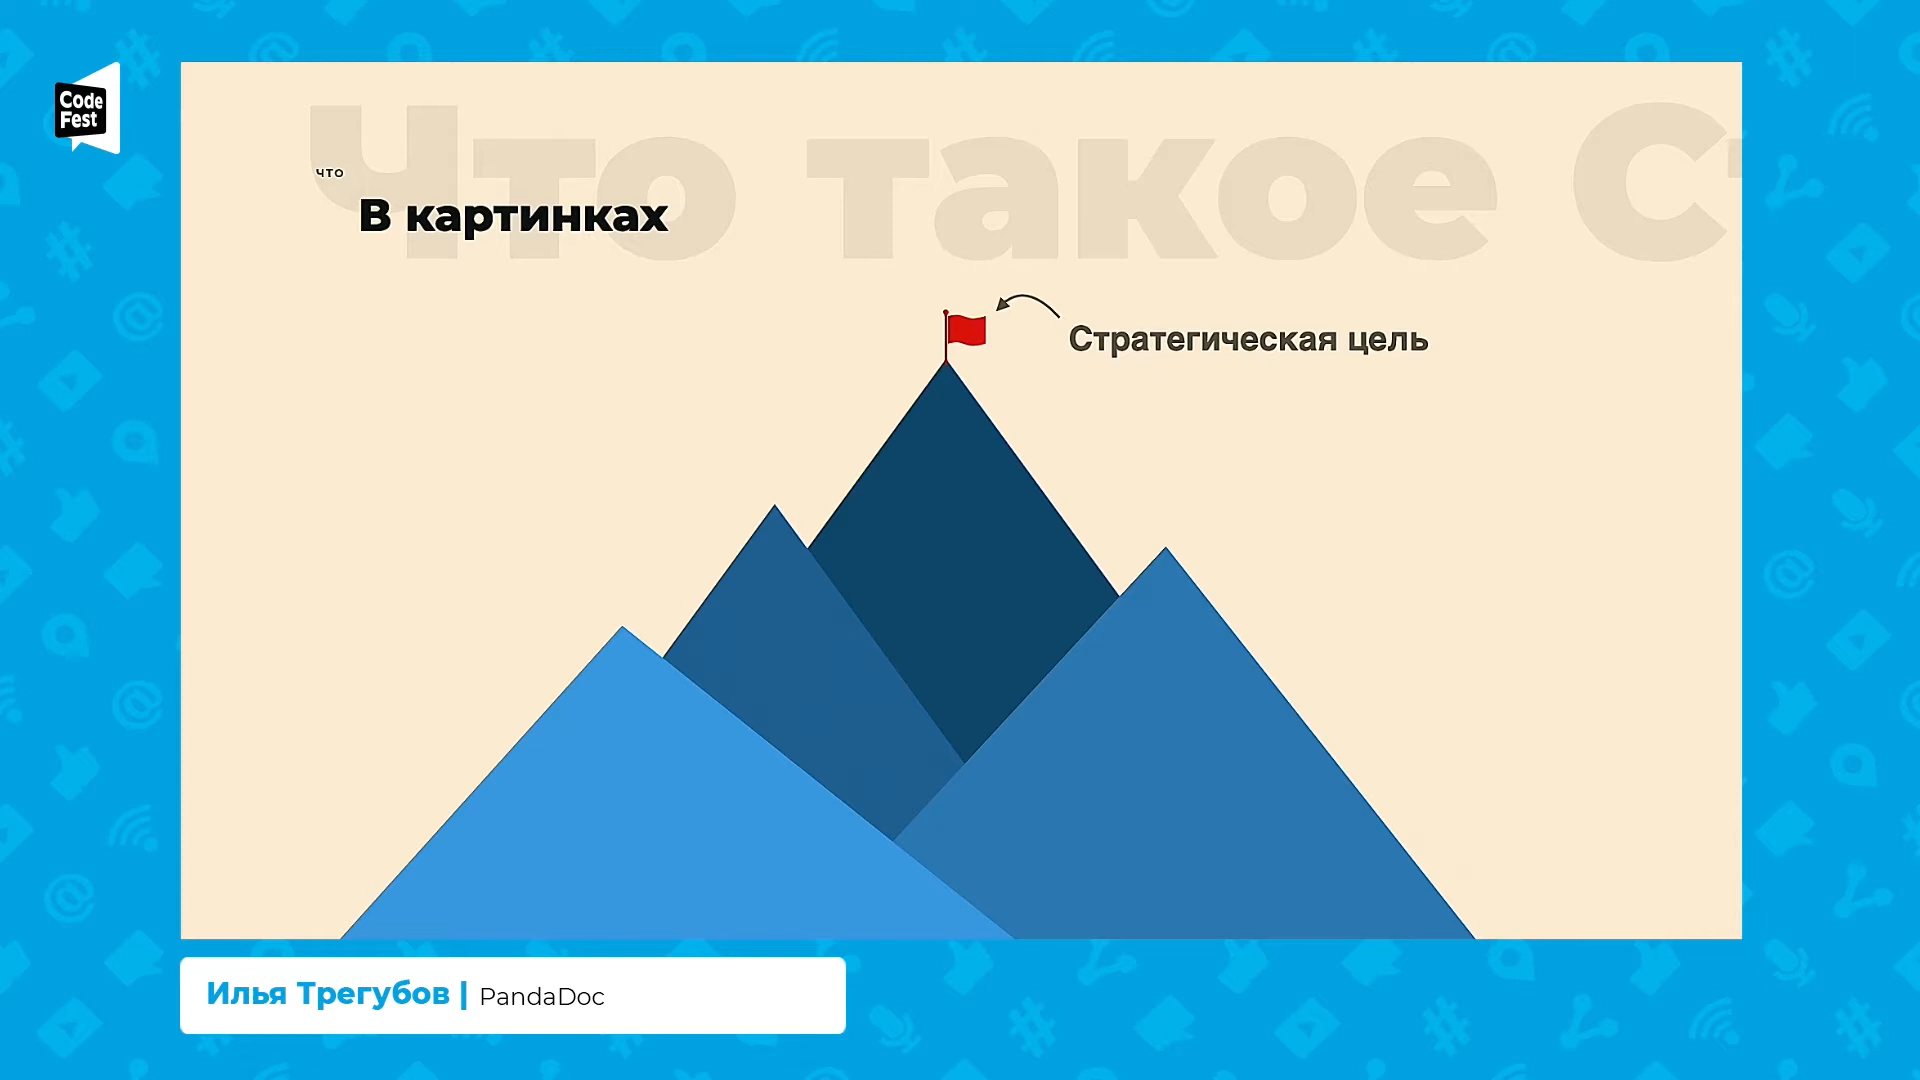 Code
Fest
Что такое С
что
В картинках
Стратегическая цель
Илья Трегубов | PandaDoc